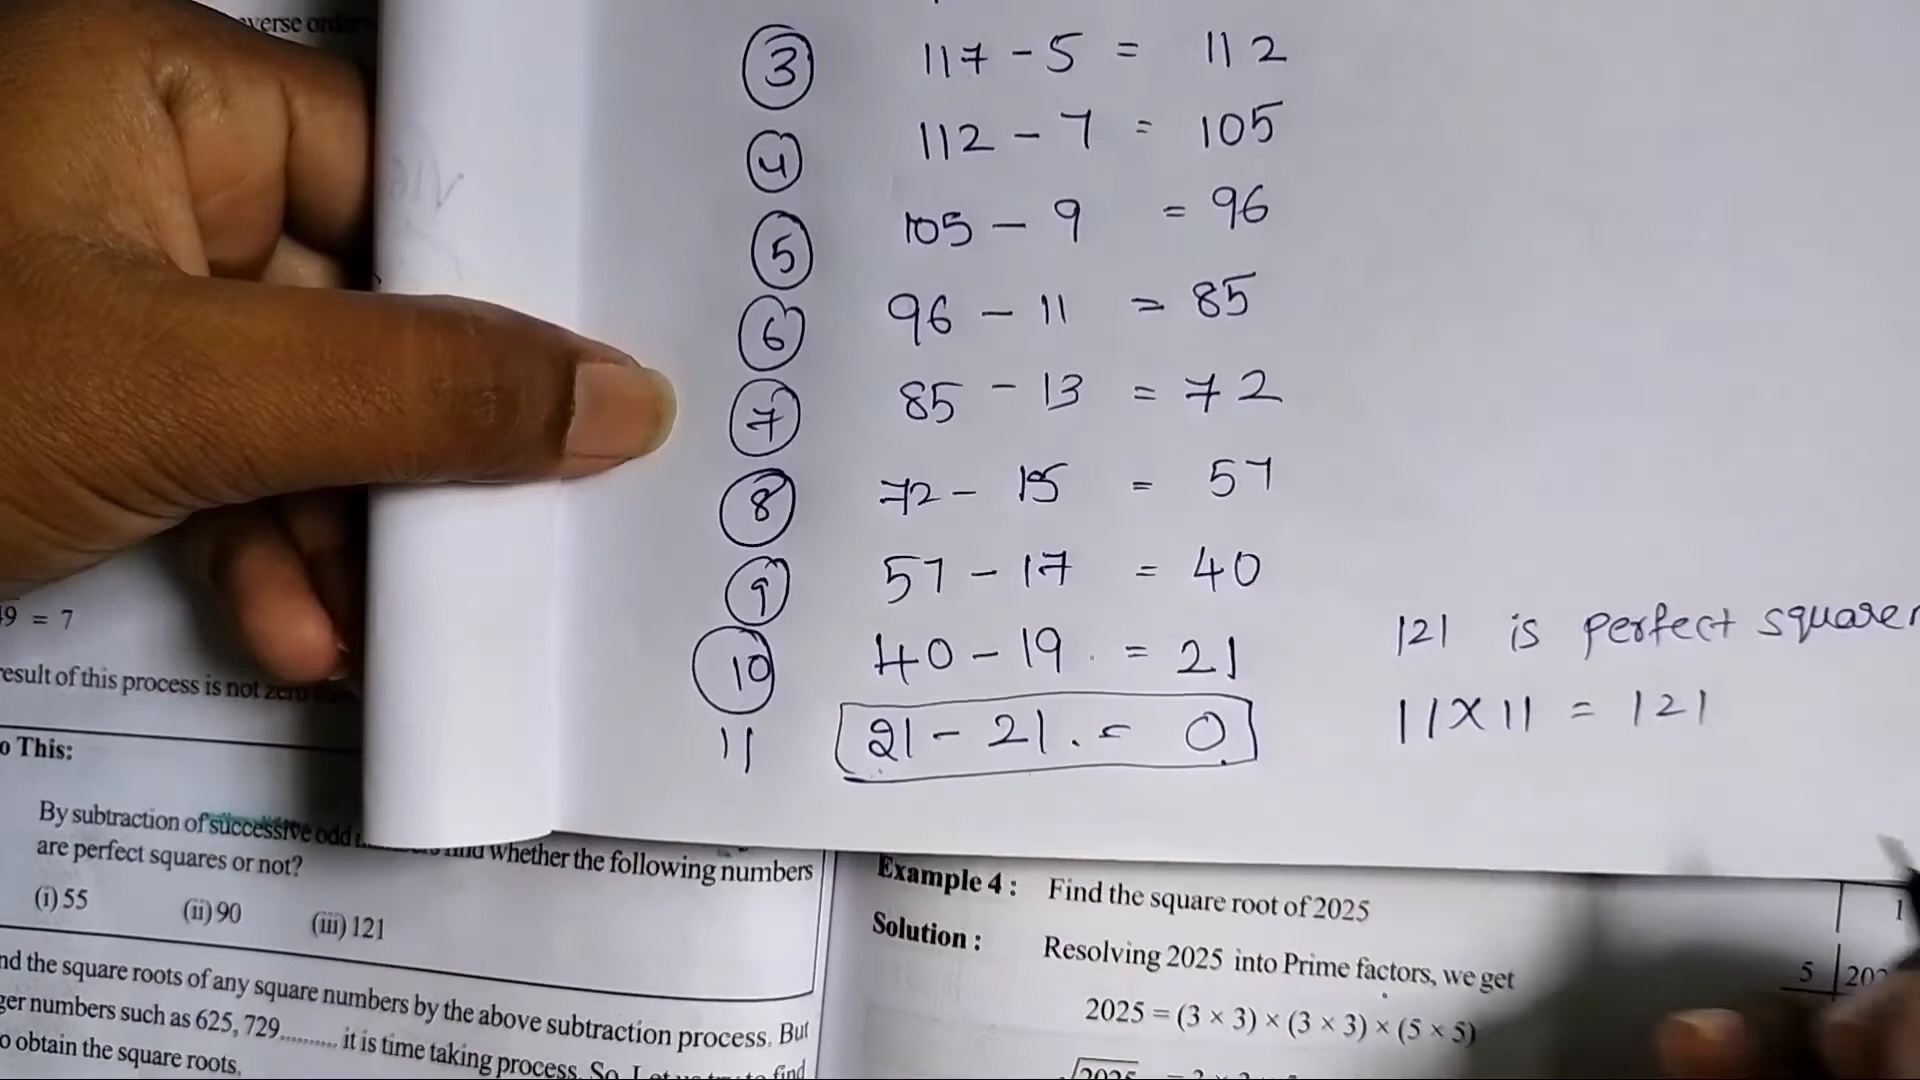 ③ 117 - 5 = 112
④ 112 - 7 = 105
⑤ 105 - 9 = 96
⑥ 96 - 11 = 85
⑦ 85 - 13 = 72
⑧ 72 - 15 = 57
⑨ 57 - 17 = 40
⑩ 40 - 19 = 21
11 21 - 21 = 0
121 is perfect square
11 X 11 = 121
9 = 7
result of this process is not zero
This:
By subtraction of successive odd whether the following numbers
are perfect squares or not?
(i) 55 (ii) 90 (iii) 121
the square roots of any square numbers by the above subtraction process. But
numbers such as 625, 729........... it is time taking process. So,
obtain the square roots.
find
Example 4 : Find the square root of 2025
Solution : Resolving 2025 into Prime factors, we get
2025 = (3 × 3) × (3 × 3) × (5 × 5)
5